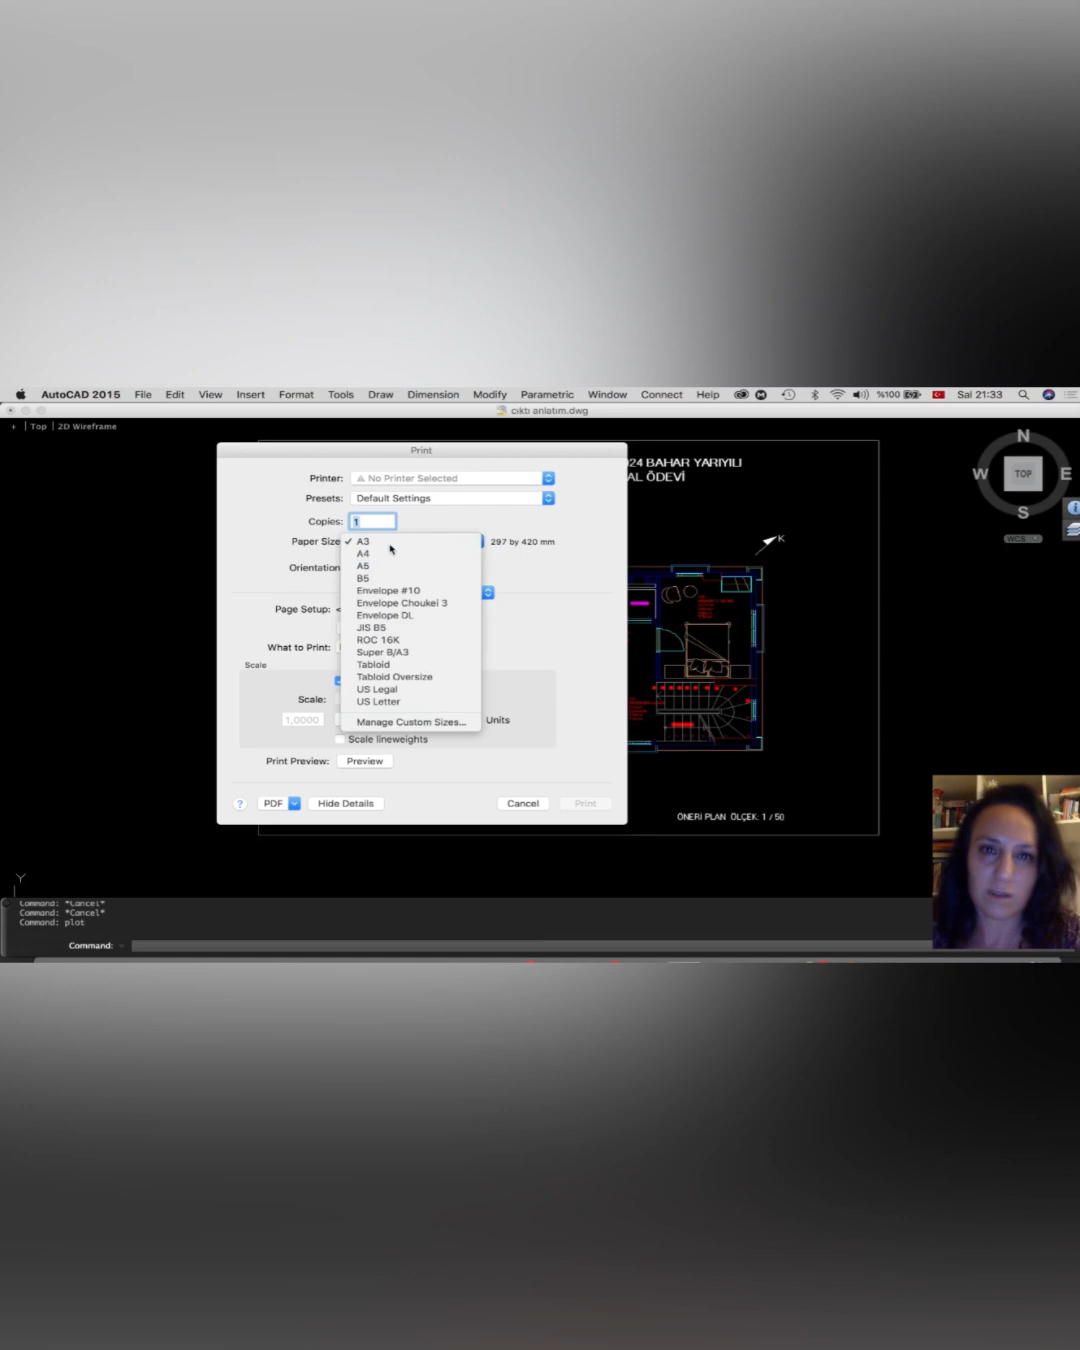 AutoCAD 2015 File Edit View Insert Format Tools Draw Dimension Modify Parametric Window Connect Help %100 Sal 21:33
çıktı anlatım.dwg
+ | Top | 2D Wireframe
Print
Printer: No Printer Selected
Presets: Default Settings
Copies: 1
Paper Size ✓ A3 297 by 420 mm
A4
A5
Orientation
B5
Envelope #10
Envelope Choukei 3
Page Setup: <
Envelope DL
JIS B5
ROC 16K
What to Print:
Super B/A3
Scale
Tabloid
Tabloid Oversize
US Legal
Scale:
US Letter
1,0000
Manage Custom Sizes... Units
Scale lineweights
Print Preview: Preview
? PDF Hide Details Cancel Print
24 BAHAR YARIYILI
AL ÖDEVİ
N
W TOP E
S
WCS
K
ÖNERİ PLAN ÖLÇEK: 1 / 50
Y
Command: *Cancel*
Command: *Cancel*
Command: plot
Command: